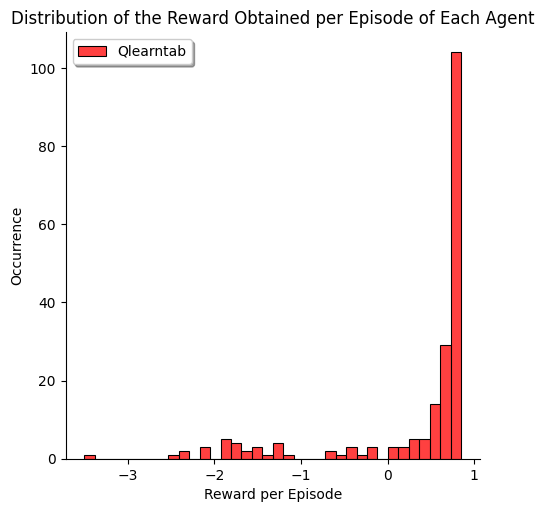 Distribution of the Reward Obtained per Episode of Each Agent
Qlearntab
100
80
60
40
20
0
Occurrence
−3
−2
−1
0
1
Reward per Episode